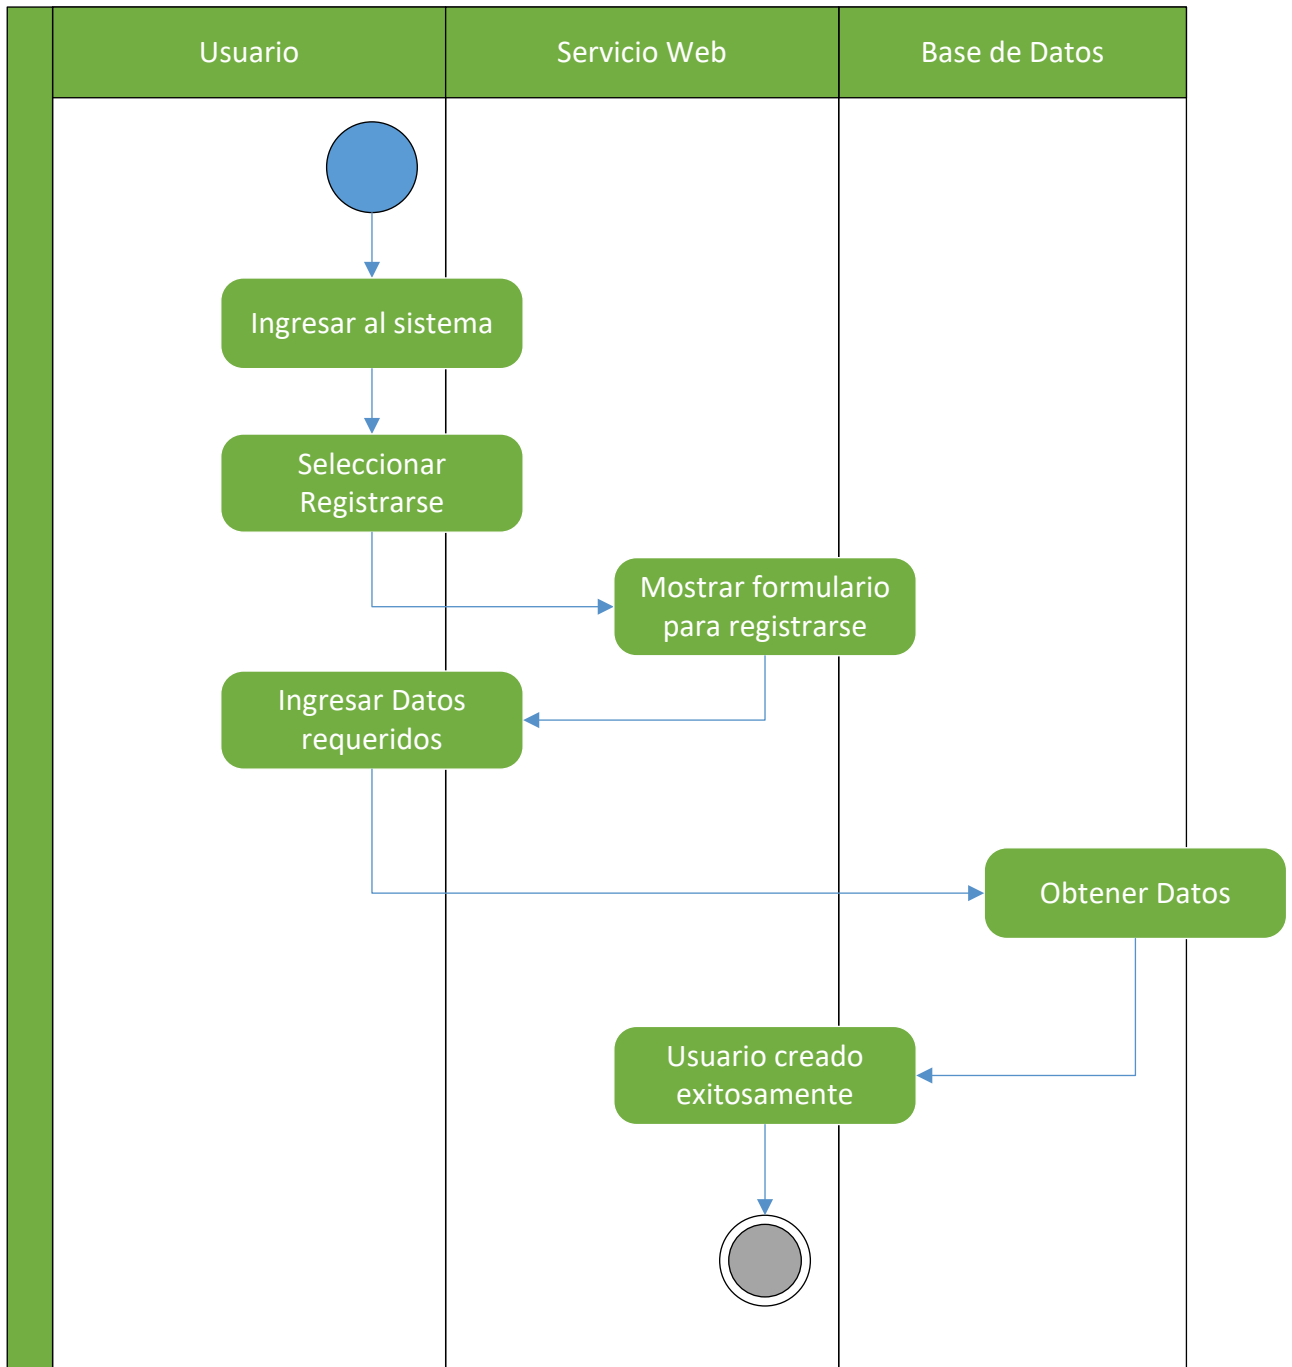 Usuario
Servicio Web
Base de Datos
Ingresar al sistema
Seleccionar
Registrarse
Mostrar formulario
para registrarse
Ingresar Datos
requeridos
Obtener Datos
Usuario creado
exitosamente